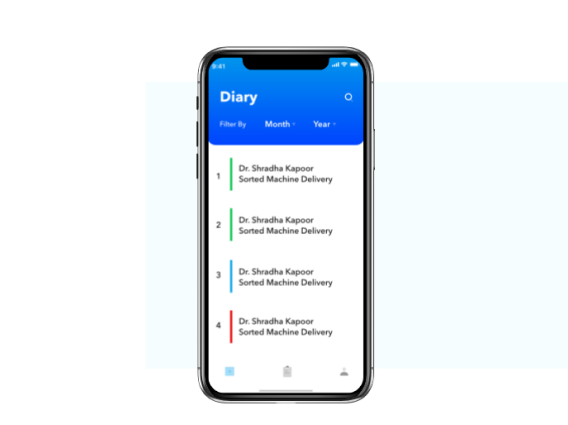 9:41
Diary
Filter By Month Year
1 Dr. Shradha Kapoor
Sorted Machine Delivery
2 Dr. Shradha Kapoor
Sorted Machine Delivery
3 Dr. Shradha Kapoor
Sorted Machine Delivery
4 Dr. Shradha Kapoor
Sorted Machine Delivery